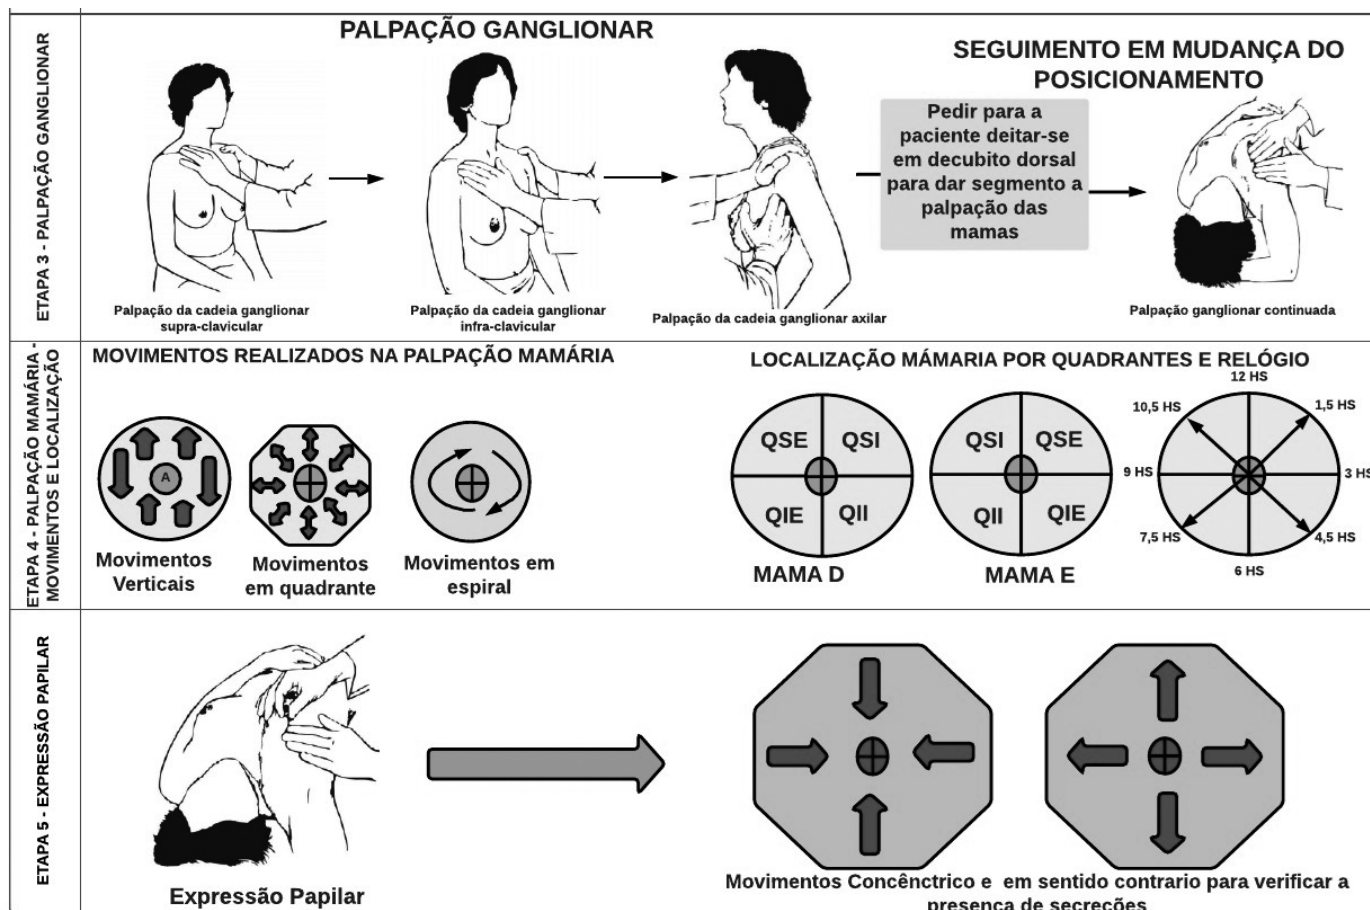 ETAPA 3 - PALPAÇÃO GANGLIONAR
PALPAÇÃO GANGLIONAR
SEGUIMENTO EM MUDANÇA DO
POSICIONAMENTO
Pedir para a
paciente deitar-se
em decubito dorsal
para dar segmento a
palpação das
mamas
Palpação da cadeia ganglionar
supra-clavicular
Palpação da cadeia ganglionar
infra-clavicular
Palpação da cadeia ganglionar axilar
Palpação ganglionar continuada
ETAPA 4 - PALPAÇÃO MAMÁRIA -
MOVIMENTOS E LOCALIZAÇÃO
MOVIMENTOS REALIZADOS NA PALPAÇÃO MAMÁRIA
A
Movimentos
Verticais
Movimentos
em quadrante
Movimentos em
espiral
LOCALIZAÇÃO MÁMARIA POR QUADRANTES E RELÓGIO
QSE QSI
QIE QII
MAMA D
QSI QSE
QII QIE
MAMA E
12 HS
10,5 HS 1,5 HS
9 HS 3 HS
7,5 HS 4,5 HS
6 HS
ETAPA 5 - EXPRESSÃO PAPILAR
Expressão Papilar
Movimentos Concênctrico e em sentido contrario para verificar a
presença de secreções